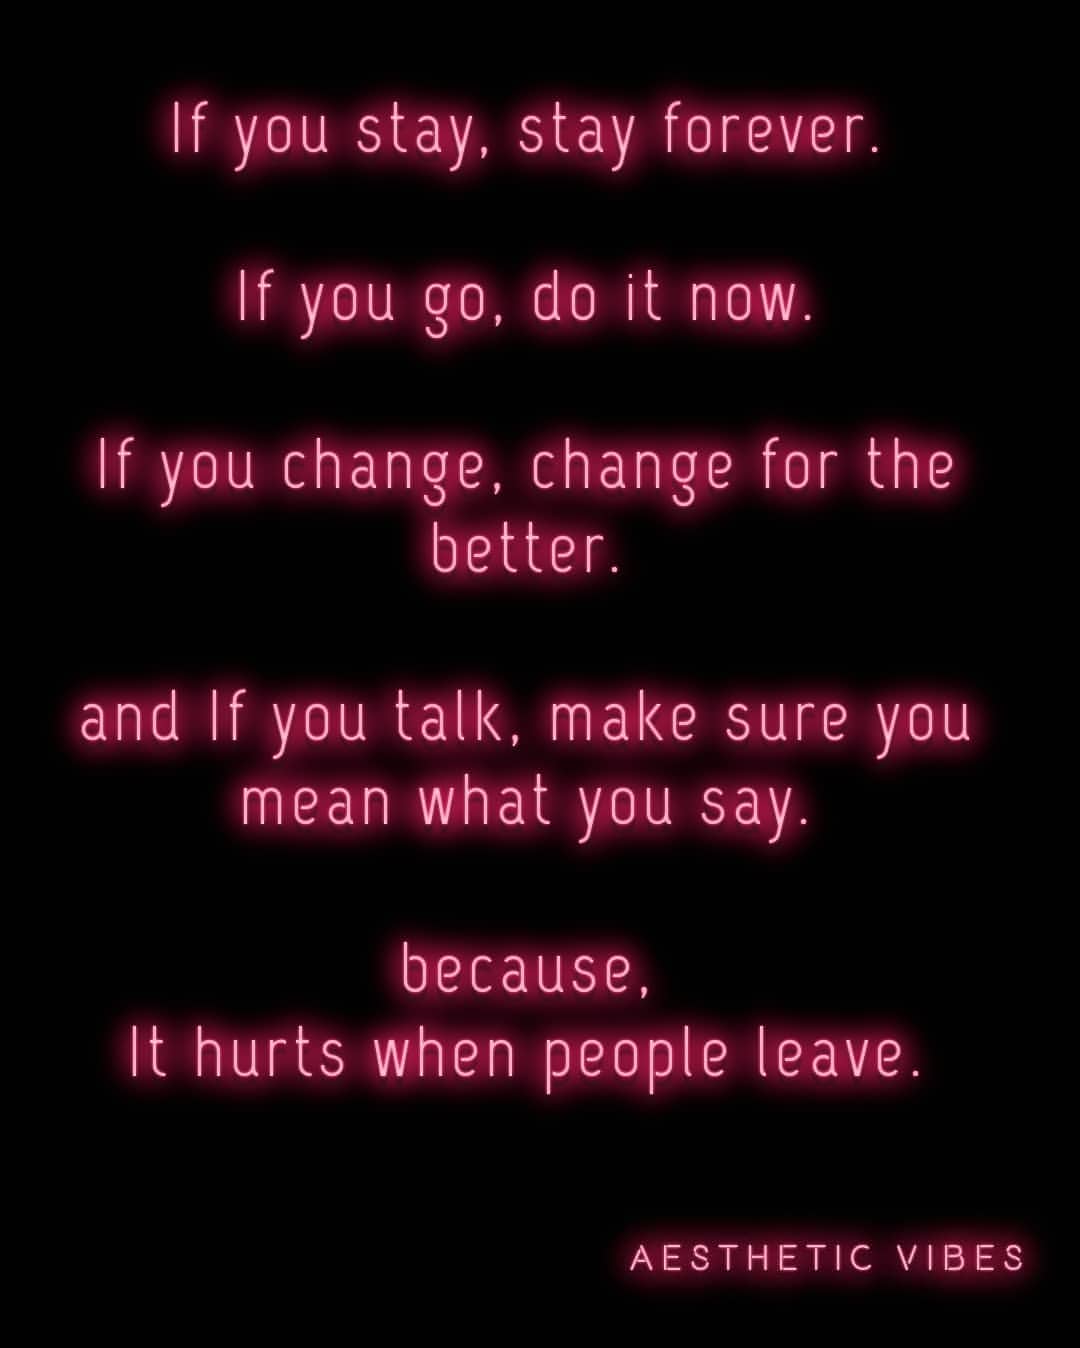 If you stay, stay forever.
If you go, do it now.
If you change, change for the
better.
and If you talk, make sure you
mean what you say.
because,
It hurts when people leave.
AESTHETIC VIBES